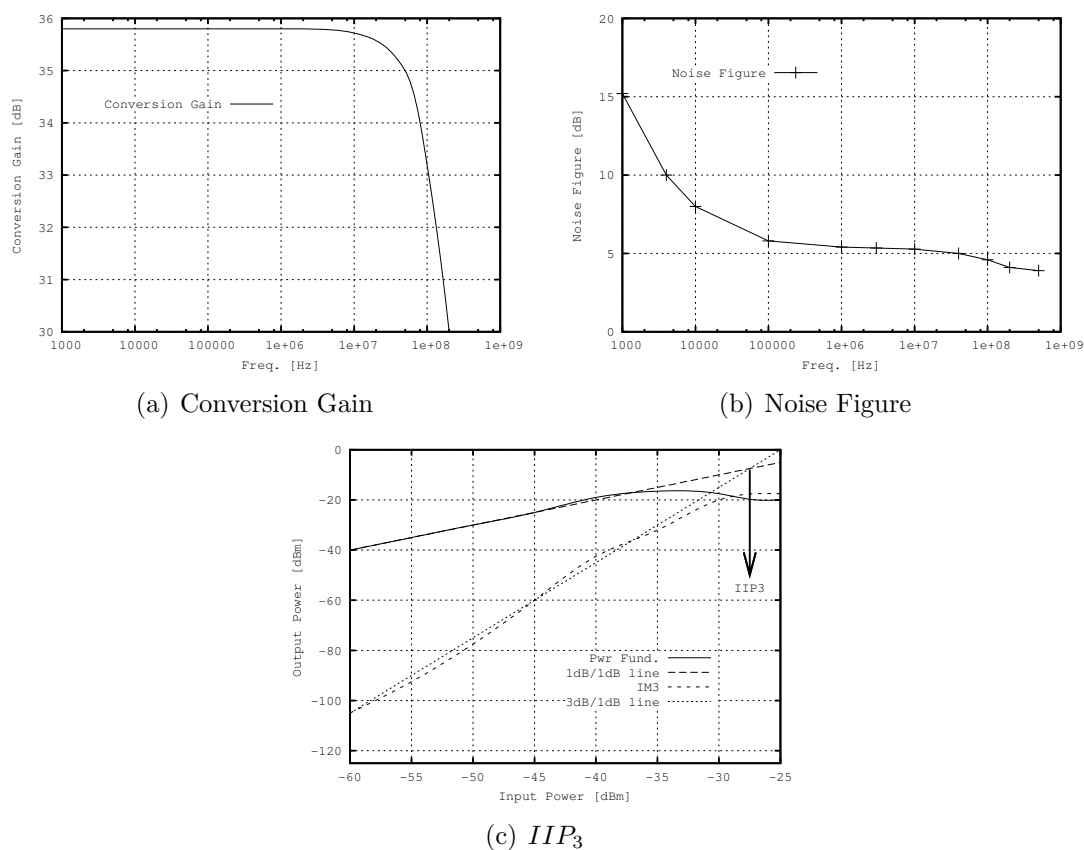 36
35
34
33
32
31
30
Conversion Gain [dB]
Conversion Gain
1000 10000 100000 1e+06 1e+07 1e+08 1e+09
Freq. [Hz]
(a) Conversion Gain
20
15
10
5
0
Noise Figure [dB]
Noise Figure
1000 10000 100000 1e+06 1e+07 1e+08 1e+09
Freq. [Hz]
(b) Noise Figure
0
−20
−40
−60
−80
−100
−120
Output Power [dBm]
IIP3
Pwr Fund.
1dB/1dB line
IM3
3dB/1dB line
−60 −55 −50 −45 −40 −35 −30 −25
Input Power [dBm]
(c) IIP3